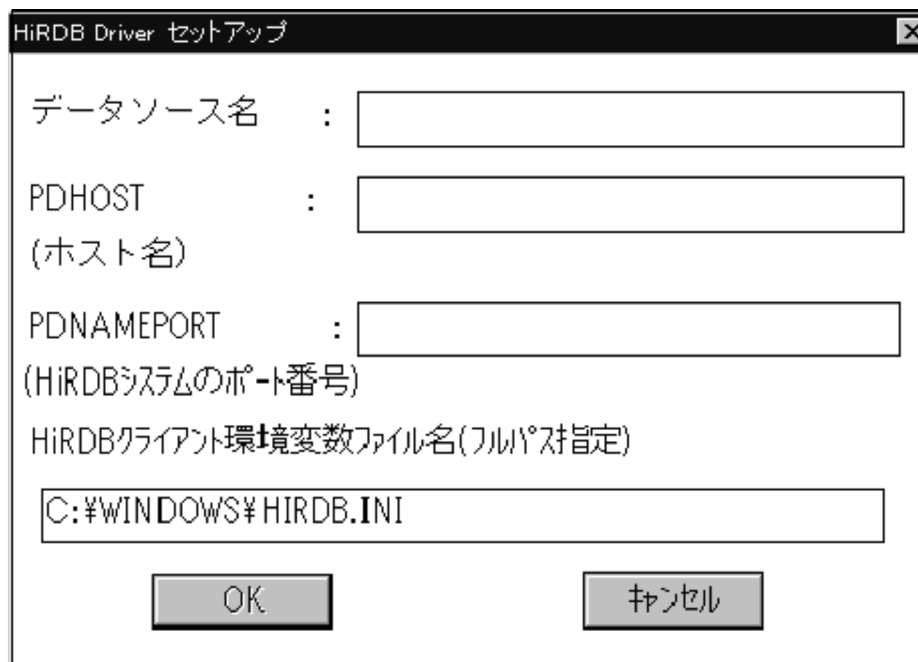 HiRDB Driver セットアップ
データソース名 :
PDHOST :
(ホスト名)
PDNAMEPORT :
(HiRDBｼｽﾃﾑのﾎﾟｰﾄ番号)
HiRDBｸﾗｲｱﾝﾄ環境変数ﾌｧｲﾙ名(ﾌﾙﾊﾟｽ指定)
C:¥WINDOWS¥HIRDB.INI
OK ｷｬﾝｾﾙ